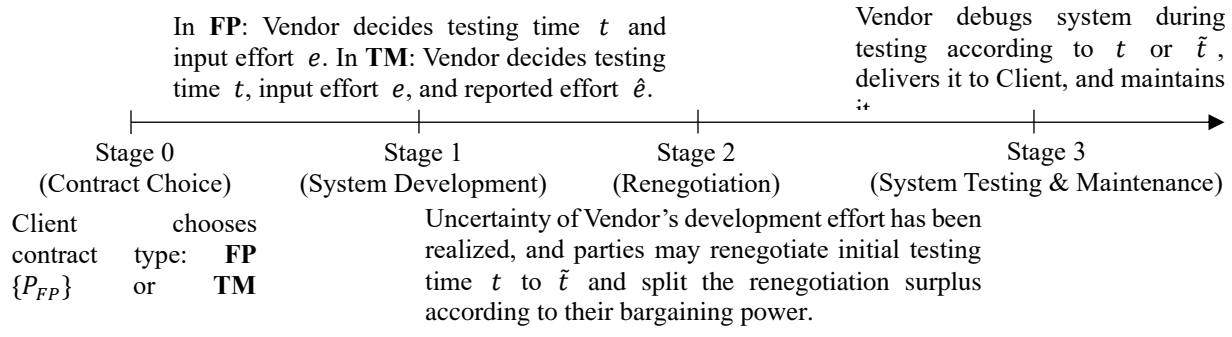 In FP: Vendor decides testing time t and
input effort e. In TM: Vendor decides testing
time t, input effort e, and reported effort ê.
Vendor debugs system during
testing according to t or t̃ ,
delivers it to Client, and maintains
it
Stage 0
(Contract Choice)
Stage 1
(System Development)
Stage 2
(Renegotiation)
Stage 3
(System Testing & Maintenance)
Client chooses
contract type: FP
{P_FP} or TM
Uncertainty of Vendor's development effort has been
realized, and parties may renegotiate initial testing
time t to t̃ and split the renegotiation surplus
according to their bargaining power.